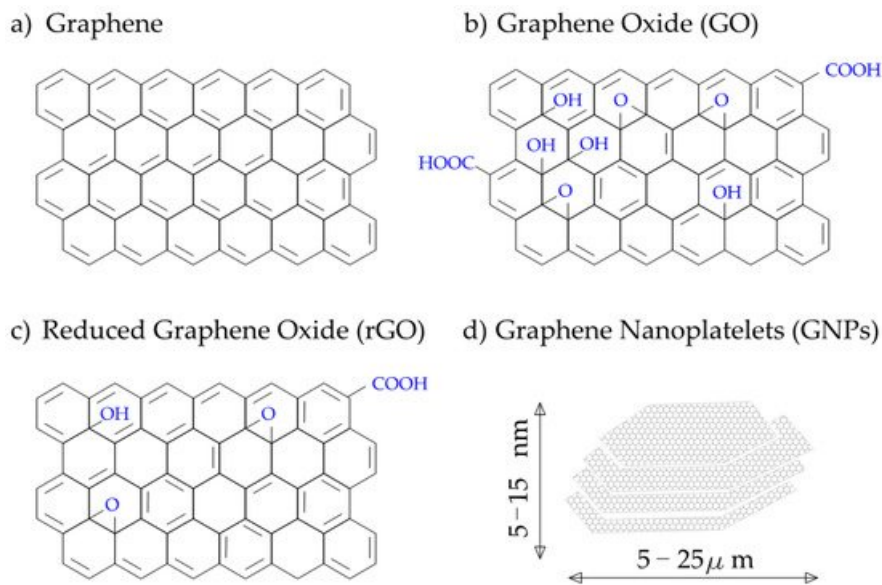 a) Graphene
b) Graphene Oxide (GO)
COOH
OH
O
O
OH
OH
HOOC
O
OH
c) Reduced Graphene Oxide (rGO)
d) Graphene Nanoplatelets (GNPs)
COOH
OH
O
O
5–15 nm
5 – 25μ m